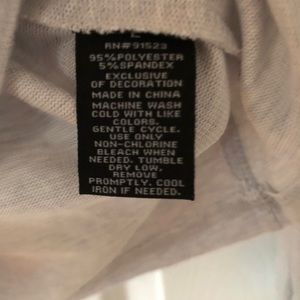 L
RN#91523
95%POLYESTER
5%SPANDEX
EXCLUSIVE
OF DECORATION
MADE IN CHINA
MACHINE WASH
COLD WITH LIKE
COLORS.
GENTLE CYCLE.
USE ONLY
NON-CHLORINE
BLEACH WHEN
NEEDED. TUMBLE
DRY LOW,
REMOVE
PROMPTLY. COOL
IRON IF NEEDED.